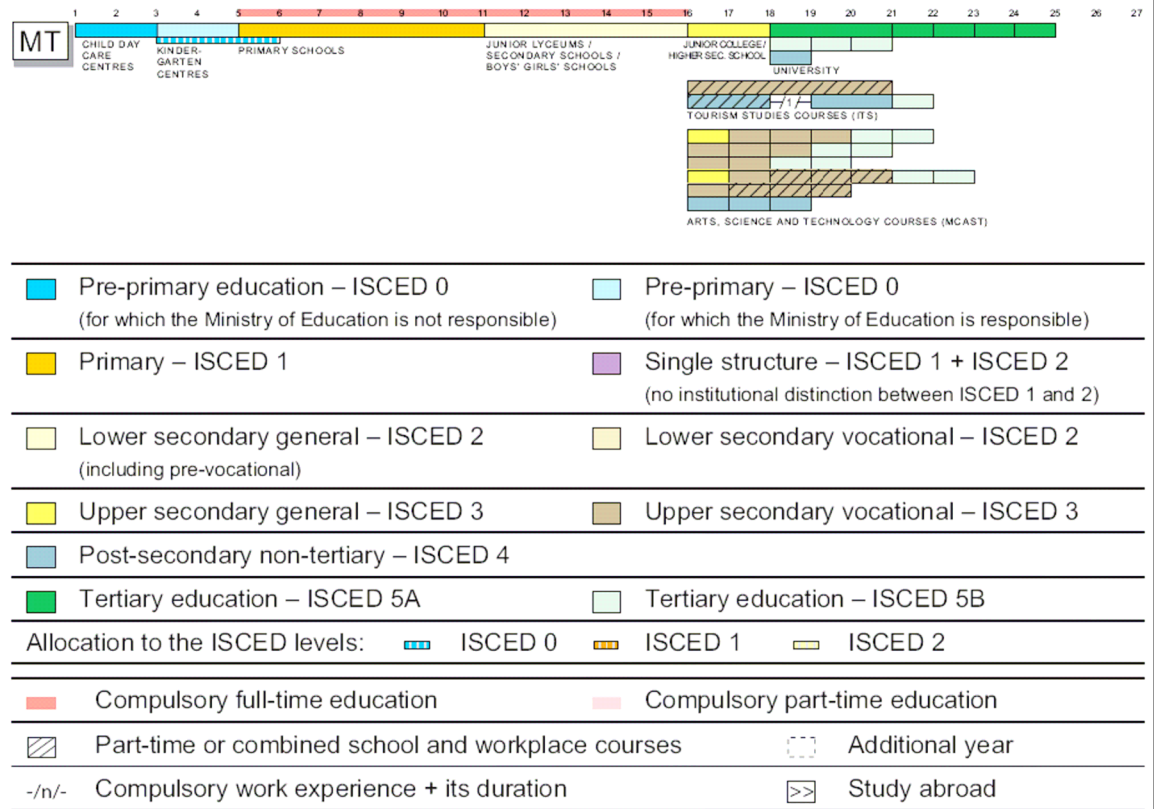 1 2 3 4 5 6 7 8 9 10 11 12 13 14 15 16 17 18 19 20 21 22 23 24 25 26 27
MT
CHILD DAY
CARE
CENTRES
KINDER-
GARTEN
CENTRES
PRIMARY SCHOOLS
JUNIOR LYCEUMS /
SECONDARY SCHOOLS /
BOYS' GIRLS' SCHOOLS
JUNIOR COLLEGE/
HIGHER SEC. SCHOOL
UNIVERSITY
-/1/-
TOURISM STUDIES COURSES (ITS)
ARTS, SCIENCE AND TECHNOLOGY COURSES (MCAST)
Pre-primary education – ISCED 0
(for which the Ministry of Education is not responsible)
Pre-primary – ISCED 0
(for which the Ministry of Education is responsible)
Primary – ISCED 1
Single structure – ISCED 1 + ISCED 2
(no institutional distinction between ISCED 1 and 2)
Lower secondary general – ISCED 2
(including pre-vocational)
Lower secondary vocational – ISCED 2
Upper secondary general – ISCED 3
Upper secondary vocational – ISCED 3
Post-secondary non-tertiary – ISCED 4
Tertiary education – ISCED 5A
Tertiary education – ISCED 5B
Allocation to the ISCED levels: ISCED 0 ISCED 1 ISCED 2
Compulsory full-time education
Compulsory part-time education
Part-time or combined school and workplace courses
Additional year
-/n/- Compulsory work experience + its duration
>> Study abroad